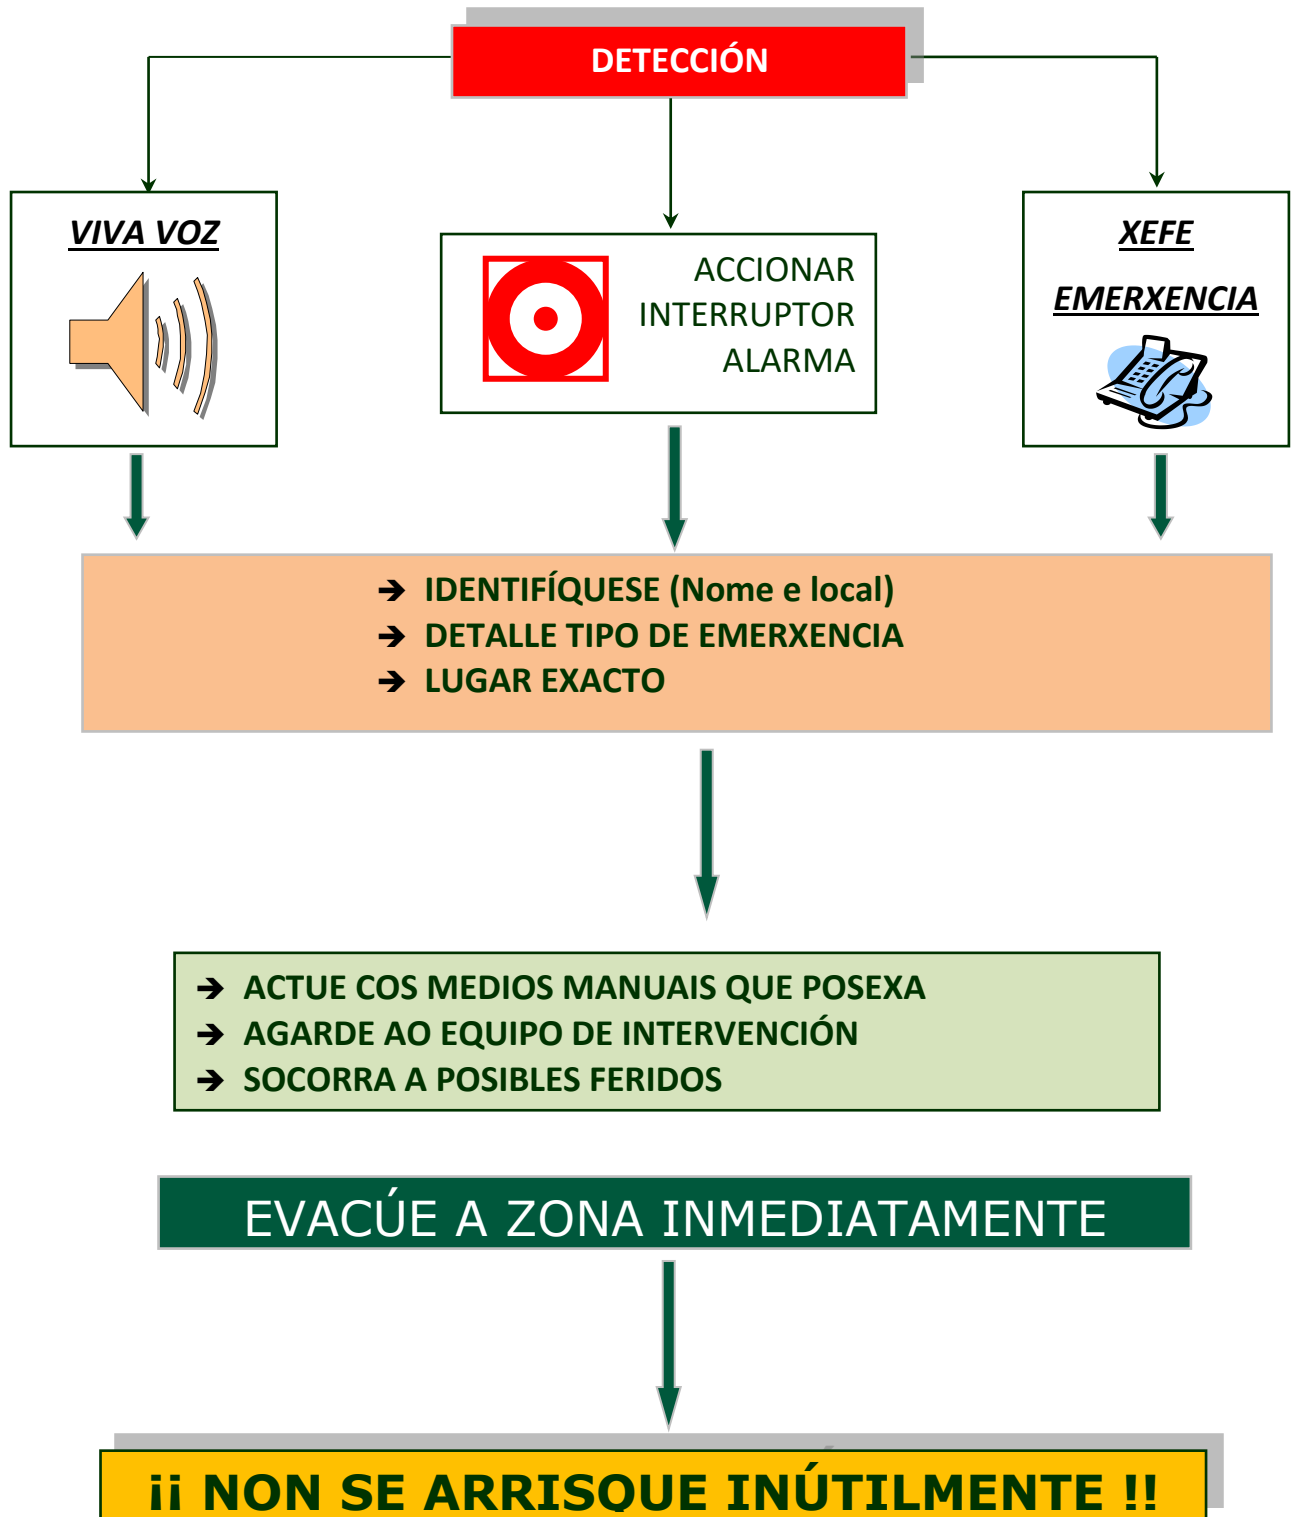 DETECCIÓN
VIVA VOZ
ACCIONAR
INTERRUPTOR
ALARMA
XEFE
EMERXENCIA
➔ IDENTIFÍQUESE (Nome e local)
➔ DETALLE TIPO DE EMERXENCIA
➔ LUGAR EXACTO
➔ ACTUE COS MEDIOS MANUAIS QUE POSEXA
➔ AGARDE AO EQUIPO DE INTERVENCIÓN
➔ SOCORRA A POSIBLES FERIDOS
EVACÚE A ZONA INMEDIATAMENTE
¡¡ NON SE ARRISQUE INÚTILMENTE !!